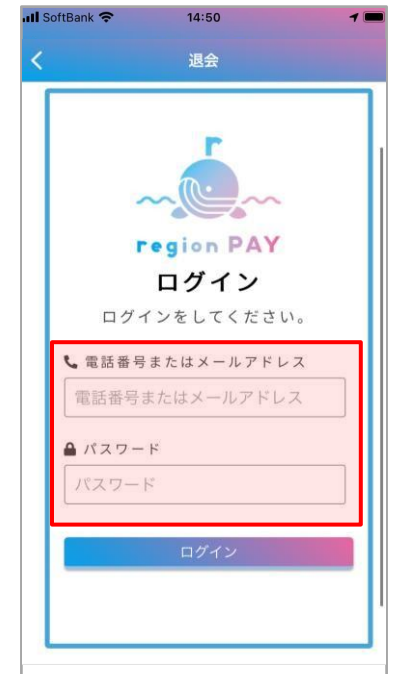 SoftBank 14:50
退会
region PAY
ログイン
ログインをしてください。
電話番号またはメールアドレス
電話番号またはメールアドレス
パスワード
パスワード
ログイン